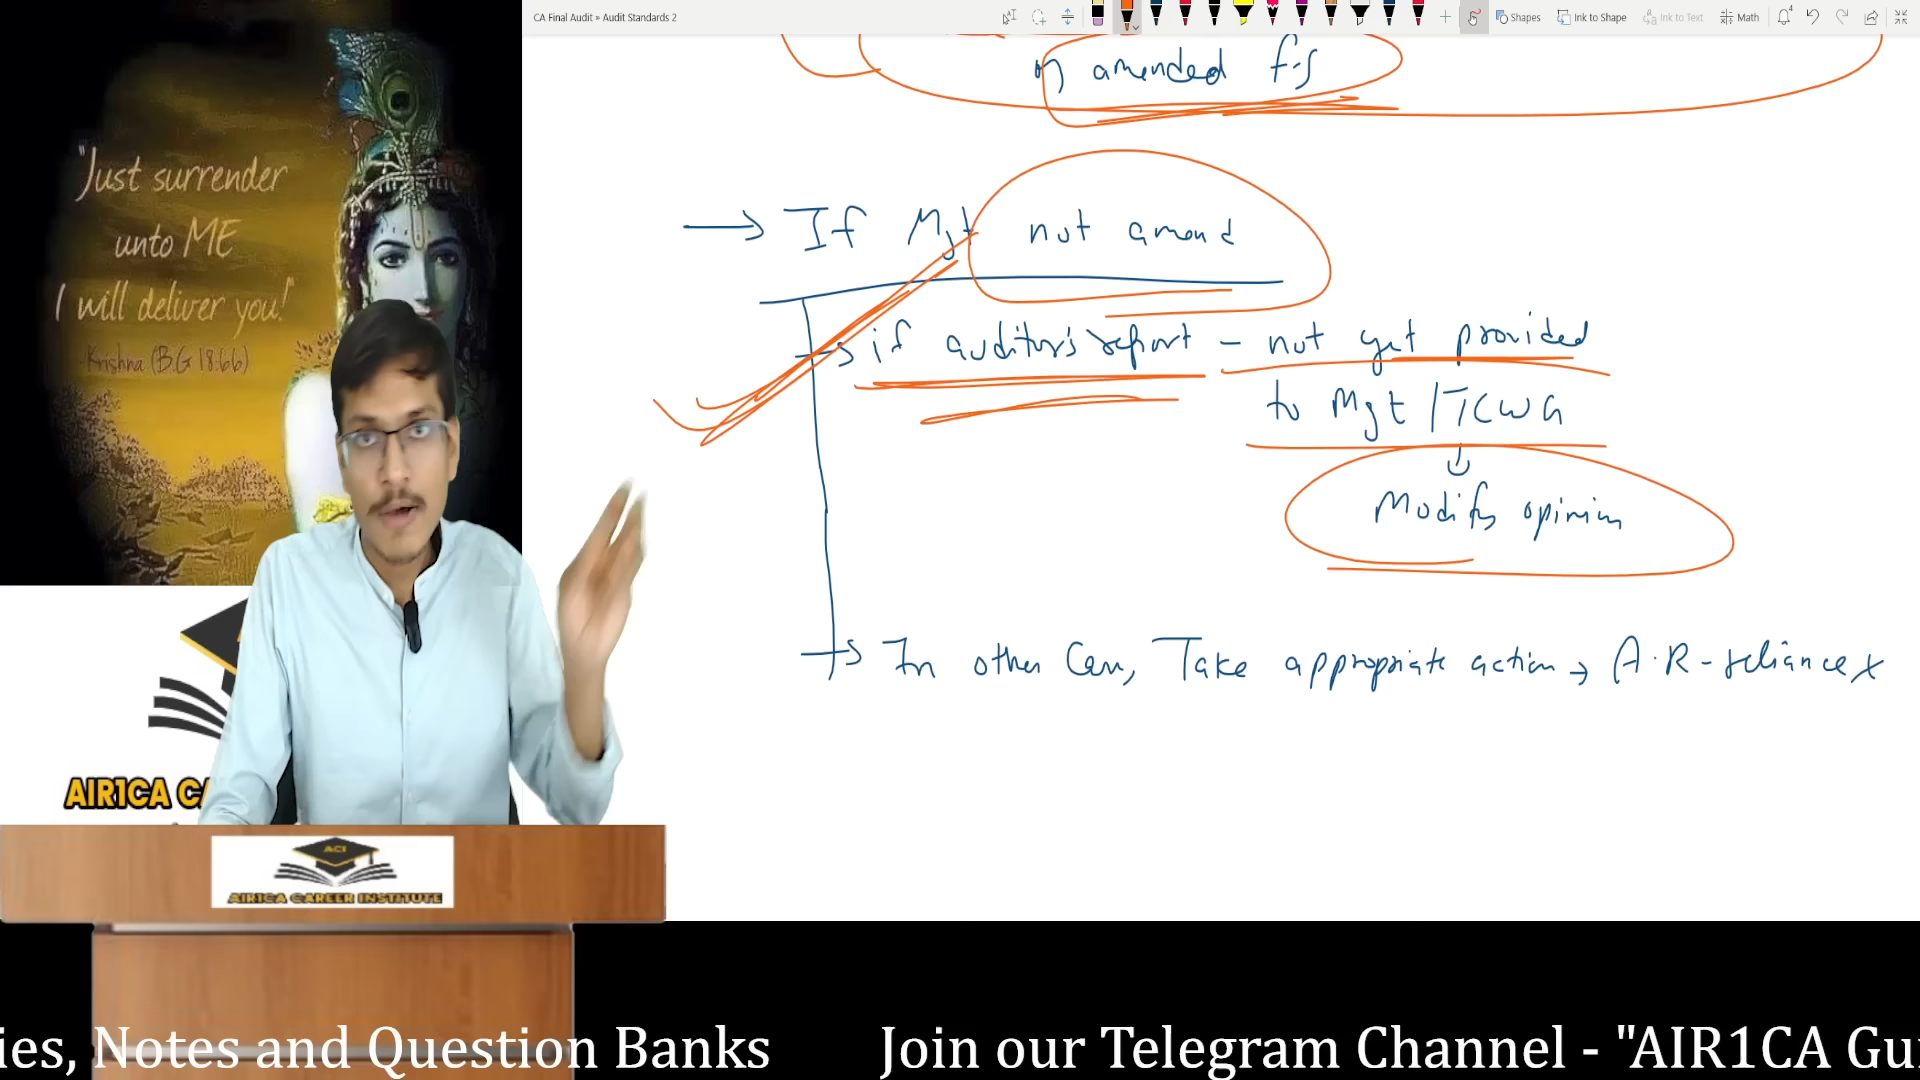 CA Final Audit » Audit Standards 2
Shapes
Ink to Shape
Ink to Text
Math
of amended f.s
→ If Mgt not amend
→ if auditor's report - not yet provided
to Mgt / TCWG
Modify opinion
→ In other Case, Take appropriate action → A.R - reliance x
"Just surrender
unto ME
I will deliver you!"
-Krishna (B.G 18:66)
AIR1CA CA
ACI
AIR1CA CAREER INSTITUTE
ies, Notes and Question Banks
Join our Telegram Channel - "AIR1CA Gu